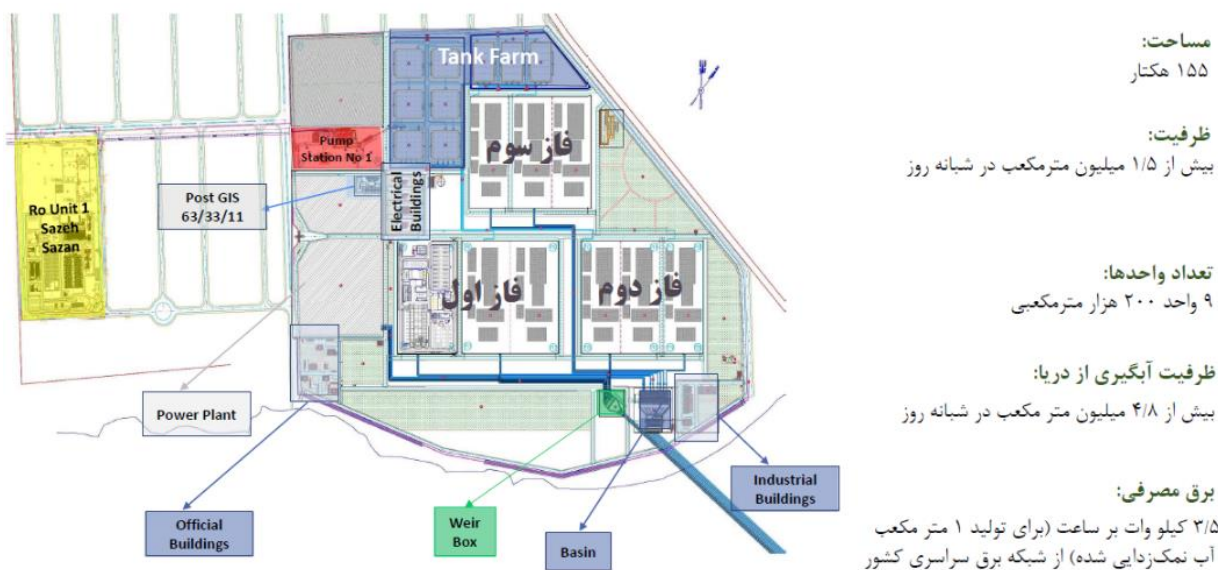 Tank Farm
Pump
Station No 1
فاز سوم
Post GIS
63/33/11
Electrical
Buildings
Ro Unit 1
Sazeh
Sazan
فاز اول
فاز دوم
Power Plant
Official
Buildings
Weir
Box
Basin
Industrial
Buildings
مساحت:
۱۵۵ هکتار
ظرفیت:
بیش از ۱/۵ میلیون مترمکعب در شبانه روز
تعداد واحدها:
۹ واحد ۲۰۰ هزار مترمکعبی
ظرفیت آبگیری از دریا:
بیش از ۴/۸ میلیون متر مکعب در شبانه روز
برق مصرفی:
۳/۵ کیلو وات بر ساعت (برای تولید ۱ متر مکعب
آب نمک‌زدایی شده) از شبکه برق سراسری کشور